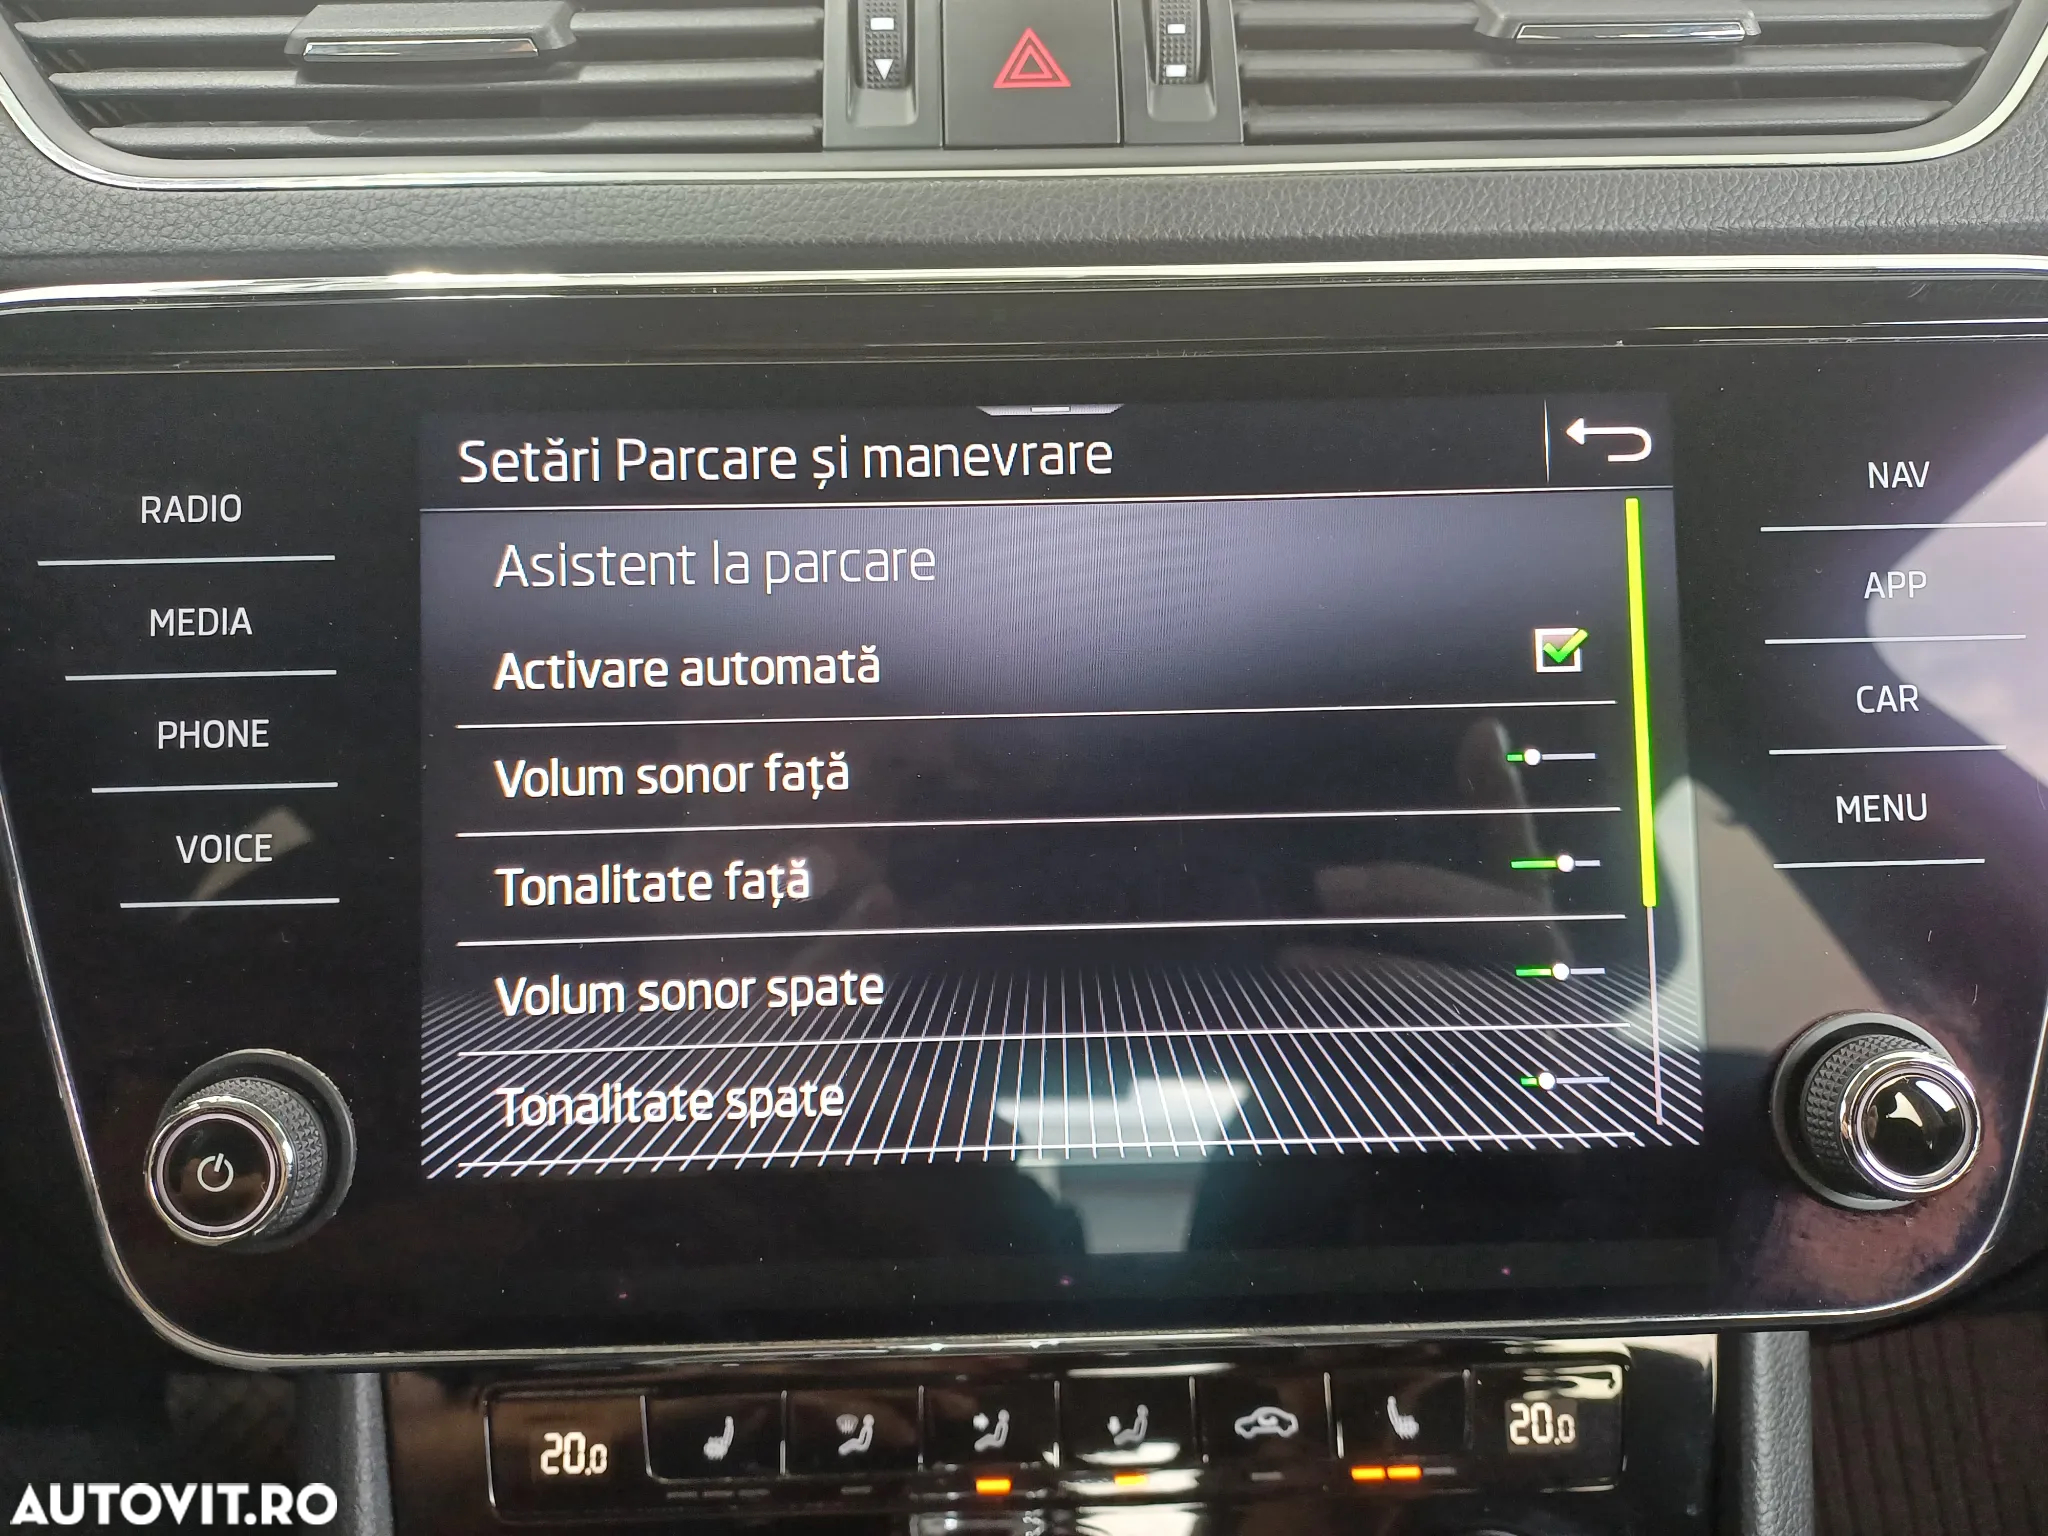 Setări Parcare și manevrare
Asistent la parcare
Activare automată
Volum sonor față
Tonalitate față
Volum sonor spate
Tonalitate spate
RADIO
MEDIA
PHONE
VOICE
NAV
APP
CAR
MENU
20.0
20.0
AUTOVIT.RO